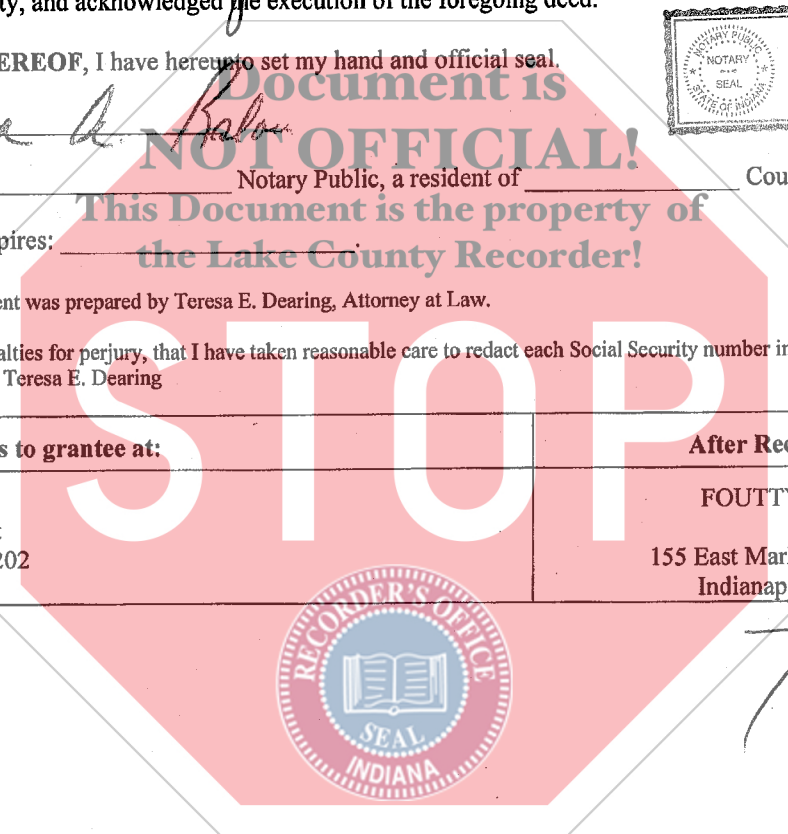 ty, and acknowledged the execution of the foregoing deed.
EREOF, I have hereunto set my hand and official seal.
NOTARY PUBLIC
NOTARY
SEAL
STATE OF INDIANA
Document is
NOT OFFICIAL!
Notary Public, a resident of Cou
This Document is the property of
pires:
the Lake County Recorder!
ent was prepared by Teresa E. Dearing, Attorney at Law.
alties for perjury, that I have taken reasonable care to redact each Social Security number in
Teresa E. Dearing
STOP
s to grantee at:
After Rec
FOUTTY
202
155 East Mar
Indianap
RECORDER'S OFFICE
SEAL
INDIANA